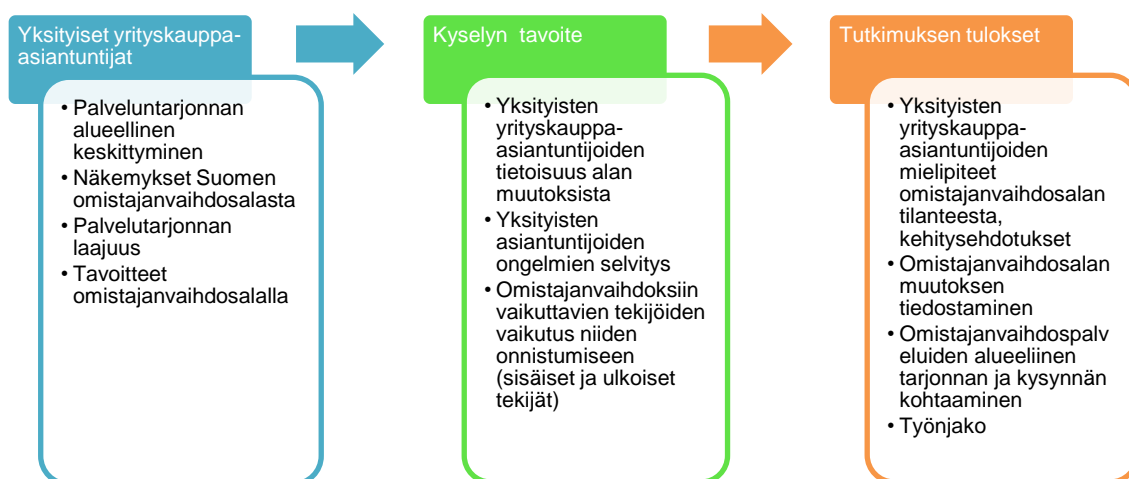 Yksityiset yrityskauppa-
asiantuntijat
• Palveluntarjonnan
alueellinen
keskittyminen
• Näkemykset Suomen
omistajanvaihdosalasta
• Palvelutarjonnan
laajuus
• Tavoitteet
omistajanvaihdosalalla
Kyselyn tavoite
• Yksityisten
yrityskauppa-
asiantuntijoiden
tietoisuus alan
muutoksista
• Yksityisten
asiantuntijoiden
ongelmien selvitys
• Omistajanvaihdoksiin
vaikuttavien tekijöiden
vaikutus niiden
onnistumiseen
(sisäiset ja ulkoiset
tekijät)
Tutkimuksen tulokset
• Yksityisten
yrityskauppa-
asiantuntijoiden
mielipiteet
omistajanvaihdosalan
tilanteesta,
kehitysehdotukset
• Omistajanvaihdosalan
muutoksen
tiedostaminen
• Omistajanvaihdospalv
eluiden alueeliinen
tarjonnan ja kysynnän
kohtaaminen
• Työnjako